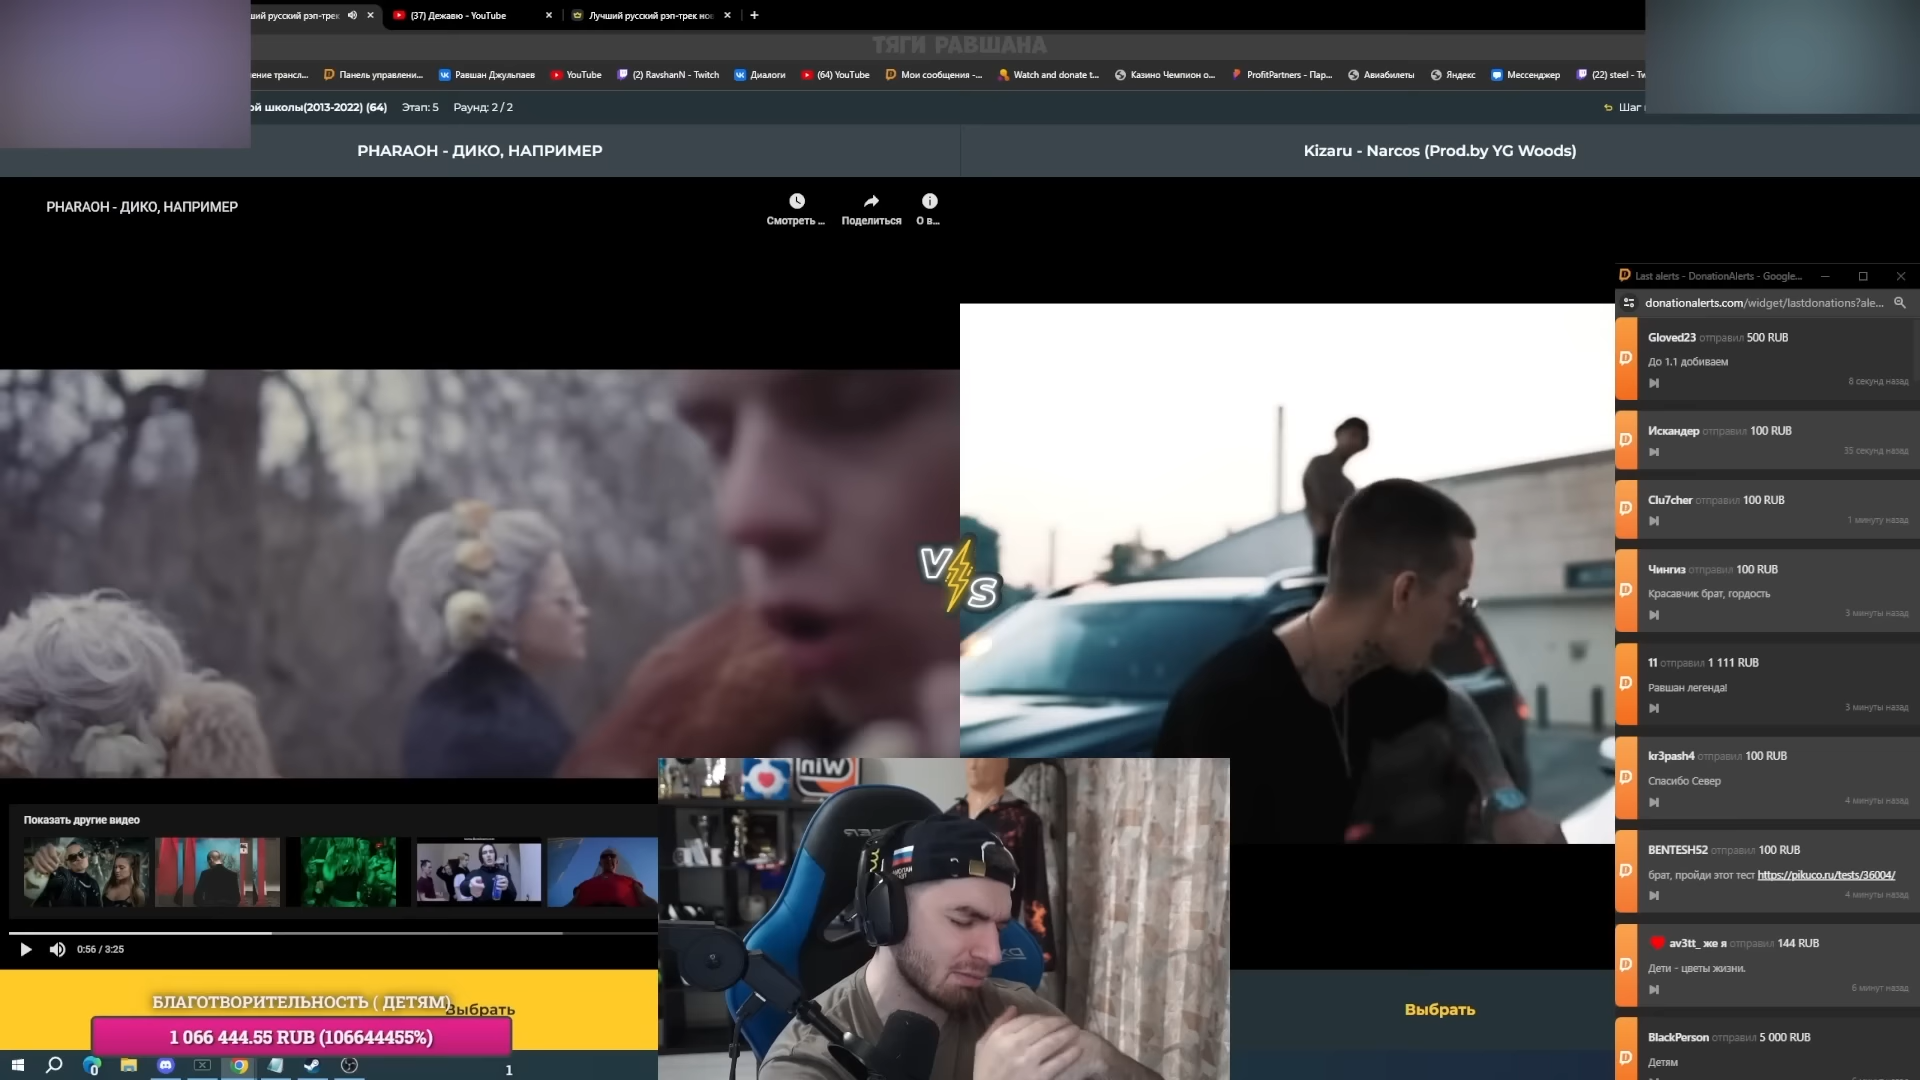 ший русский рэп-трек
(37) Дежавю - YouTube
Лучший русский рэп-трек нов
ТЯГИ РАВШАНА
ение трансл...
Панель управлени...
Равшан Джульпаев
YouTube
(2) RavshanN - Twitch
Диалоги
(64) YouTube
Мои сообщения -...
Watch and donate t...
Казино Чемпион о...
ProfitPartners - Пар...
Авиабилеты
Яндекс
Мессенджер
(22) steel - Tw
ой школы(2013-2022) (64) Этап: 5 Раунд: 2 / 2
Шаг
PHARAOH - ДИКО, НАПРИМЕР
Kizaru - Narcos (Prod.by YG Woods)
PHARAOH - ДИКО, НАПРИМЕР
Смотреть ...
Поделиться
О в...
VS
Показать другие видео
0:56 / 3:25
Win
БЛАГОТВОРИТЕЛЬНОСТЬ ( ДЕТЯМ)
Выбрать
1 066 444.55 RUB (106644455%)
Выбрать
1
Last alerts - DonationAlerts - Google...
donationalerts.com/widget/lastdonations?ale...
Gloved23 отправил 500 RUB
До 1.1 добиваем
8 секунд назад
Искандер отправил 100 RUB
35 секунд назад
Clu7cher отправил 100 RUB
1 минуту назад
Чингиз отправил 100 RUB
Красавчик брат, гордость
3 минуты назад
11 отправил 1 111 RUB
Равшан легенда!
3 минуты назад
kr3pash4 отправил 100 RUB
Спасибо Север
4 минуты назад
BENTESH52 отправил 100 RUB
брат, пройди этот тест https://pikuco.ru/tests/36004/
4 минуты назад
av3tt_ же я отправил 144 RUB
Дети - цветы жизни.
6 минут назад
BlackPerson отправил 5 000 RUB
Детям